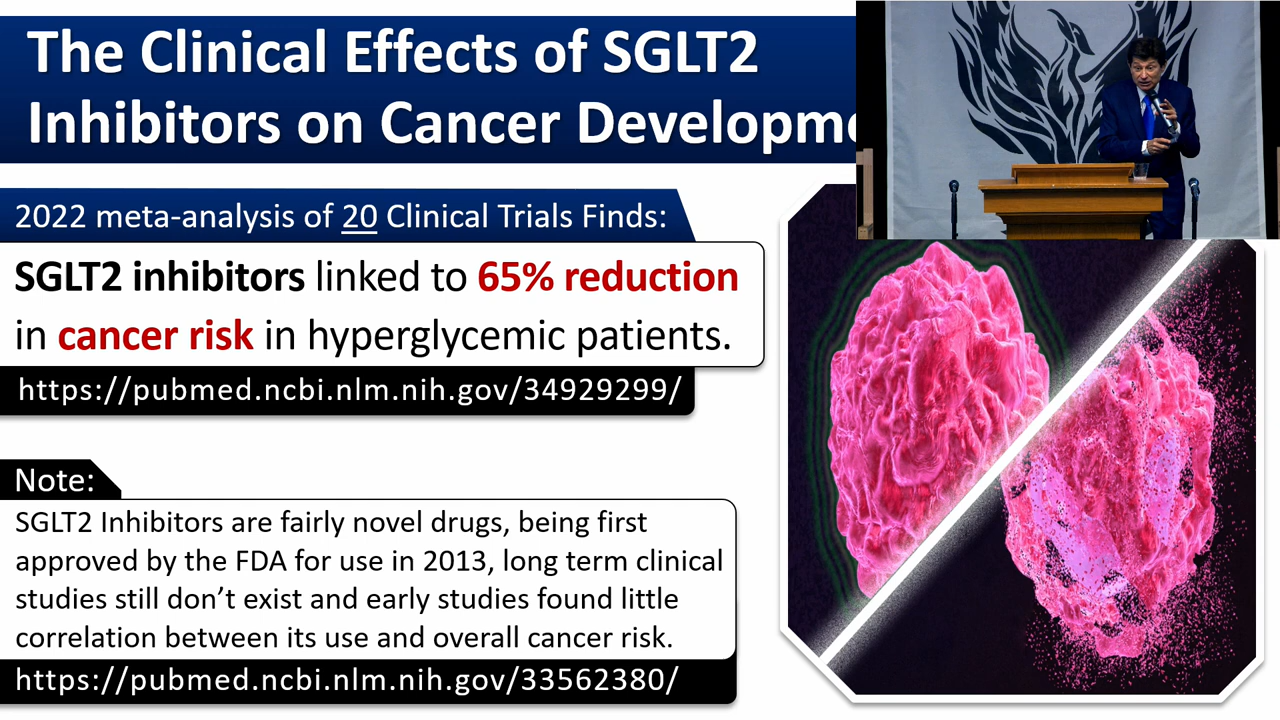 The Clinical Effects of SGLT2
Inhibitors on Cancer Developm
2022 meta-analysis of 20 Clinical Trials Finds:
SGLT2 inhibitors linked to 65% reduction
in cancer risk in hyperglycemic patients.
https://pubmed.ncbi.nlm.nih.gov/34929299/
Note:
SGLT2 Inhibitors are fairly novel drugs, being first
approved by the FDA for use in 2013, long term clinical
studies still don’t exist and early studies found little
correlation between its use and overall cancer risk.
https://pubmed.ncbi.nlm.nih.gov/33562380/